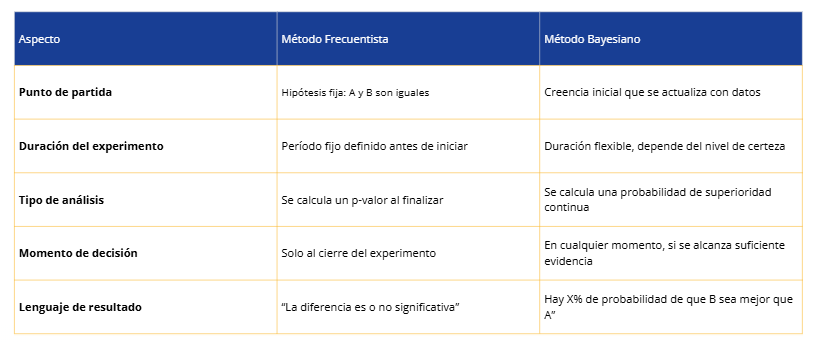 Aspecto
Método Frecuentista
Método Bayesiano
Punto de partida
Hipótesis fija: A y B son iguales
Creencia inicial que se actualiza con datos
Duración del experimento
Período fijo definido antes de iniciar
Duración flexible, depende del nivel de certeza
Tipo de análisis
Se calcula un p-valor al finalizar
Se calcula una probabilidad de superioridad
continua
Momento de decisión
Solo al cierre del experimento
En cualquier momento, si se alcanza suficiente
evidencia
Lenguaje de resultado
“La diferencia es o no significativa”
Hay X% de probabilidad de que B sea mejor que
A”